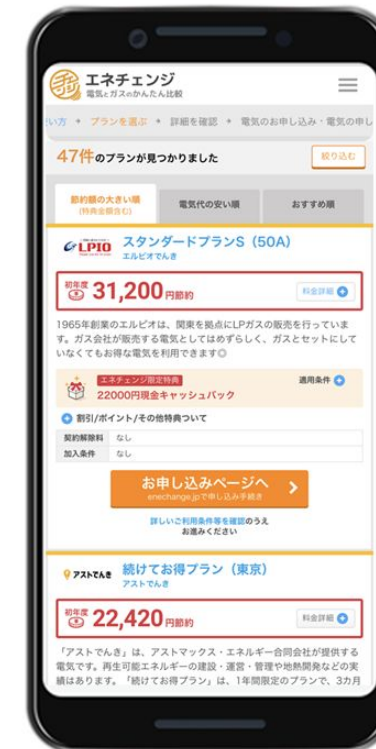 エネチェンジ
電気とガスのかんたん比較
い方 プランを選ぶ 詳細を確認 電気のお申し込み・電気の申し
47件のプランが見つかりました
絞り込む
節約額の大きい順
(特典金額含む)
電気代の安い順
おすすめ順
LPIO
スタンダードプランS（50A）
エルピオでんき
初年度 31,200円節約
料金詳細
1965年創業のエルピオは、関東を拠点にLPガスの販売を行っていま
す。ガス会社が販売する電気としてはめずらしく、ガスとセットにして
いなくてもお得な電気を利用できます◎
エネチェンジ限定特典
適用条件
22000円現金キャッシュバック
割引/ポイント/その他特典ついて
契約解除料 なし
加入条件 なし
お申し込みページへ
enechange.jpで申し込み手続き
詳しいご利用条件等を確認のうえ
お進みください
アストでんき
続けてお得プラン（東京）
アストでんき
初年度 22,420円節約
料金詳細
「アストでんき」は、アストマックス・エネルギー合同会社が提供する
電気です。再生可能エネルギーの建設・運営・管理や地熱開発などの実
績はあります。「続けてお得プラン」は、1年間限定のプランで、3カ月